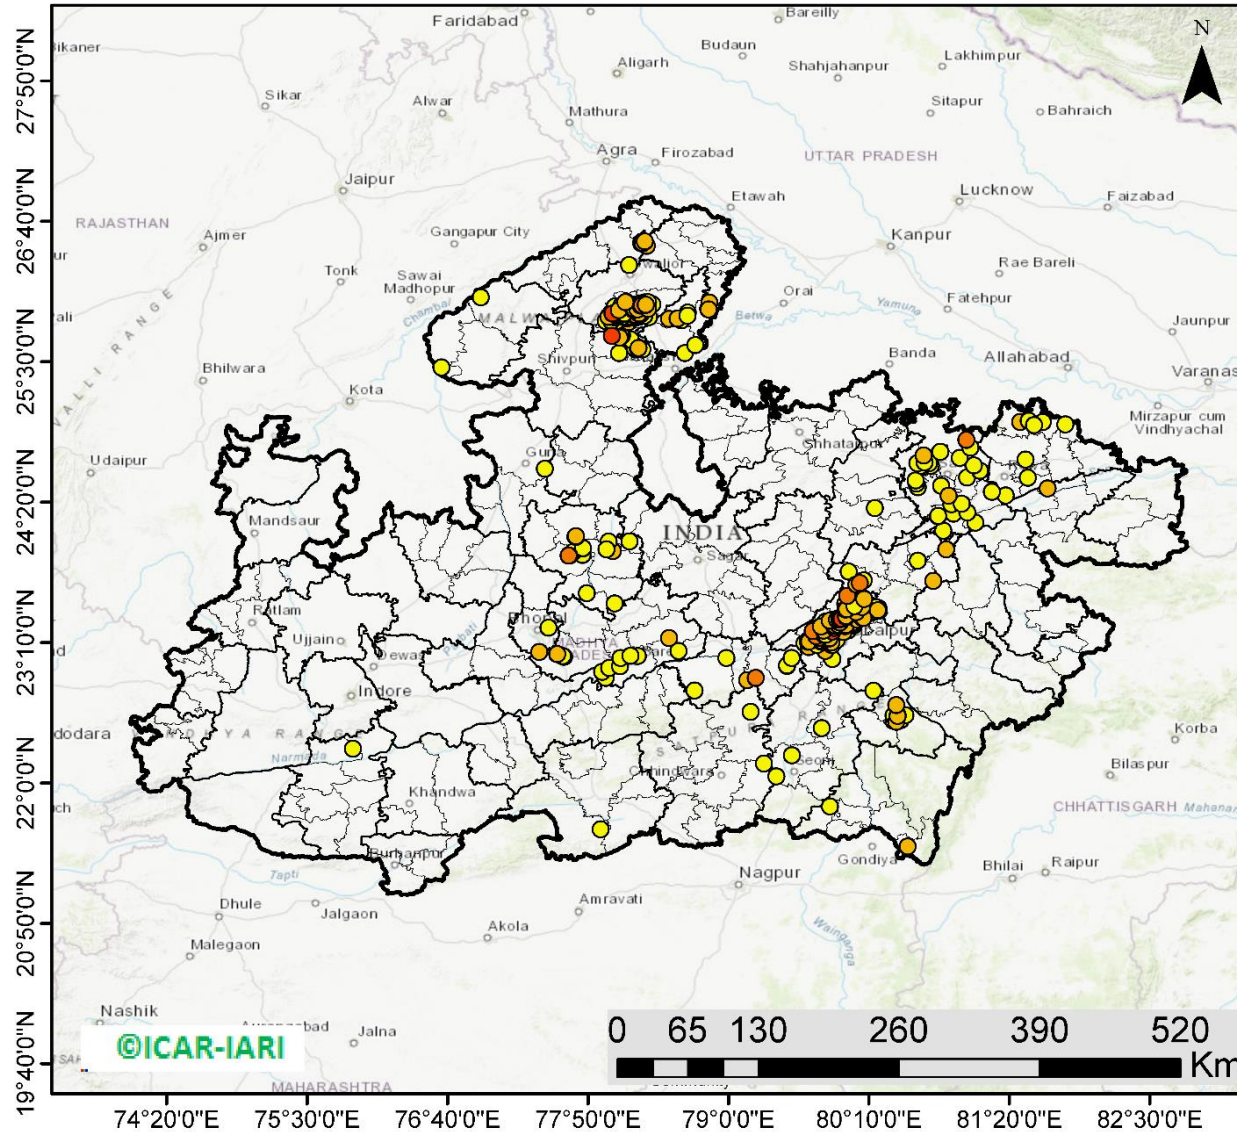 N
Faridabad
Bareilly
Budaun
Lakhimpur
Bikaner
Aligarh
Shahjahanpur
Sikar
Alwar
Mathura
Sitapur
Bahraich
Agra
Firozabad
UTTAR PRADESH
Jaipur
Etawah
Lucknow
Faizabad
RAJASTHAN
Ajmer
Gangapur City
Kanpur
Tonk
Sawai
Madhopur
Rae Bareli
Orai
Fatehpur
Chambal
Yamuna
Betwa
Jaunpur
Shivpuri
Banda
Allahabad
Bhilwara
Kota
Varanas
Mirzapur cum
Vindhyachal
Udaipur
Guna
Mandsaur
INDIA
Sagar
Ratlam
Bhopal
Ujjain
Parbati
Dewas
Indore
Korba
dodara
Narmada
SATPURA RANGE
Seoni
Chhindwara
Bilaspur
Khandwa
CHHATTISGARH
Mahanar
Burhanpur
Gondiya
Tapti
Nagpur
Bhilai
Raipur
Dhule
Jalgaon
Amravati
Akola
Wainganga
Malegaon
Nashik
Jalna
©ICAR-IARI
MAHARASHTRA
0 65 130 260 390 520
Km
27°50'0"N
26°40'0"N
25°30'0"N
24°20'0"N
23°10'0"N
22°0'0"N
20°50'0"N
19°40'0"N
74°20'0"E 75°30'0"E 76°40'0"E 77°50'0"E 79°0'0"E 80°10'0"E 81°20'0"E 82°30'0"E